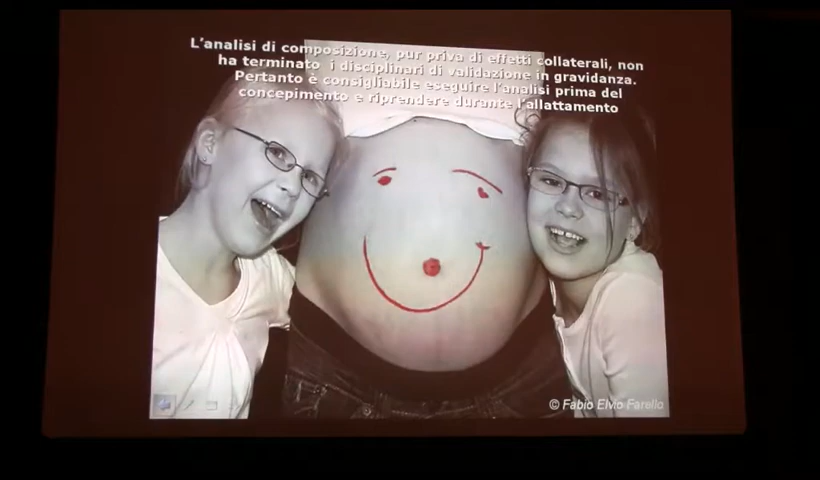 L'analisi di composizione, pur priva di effetti collaterali, non
ha terminato i disciplinari di validazione in gravidanza.
Pertanto è consigliabile eseguire l'analisi prima del
concepimento e riprendere durante l'allattamento
© Fabio Elvio Farello